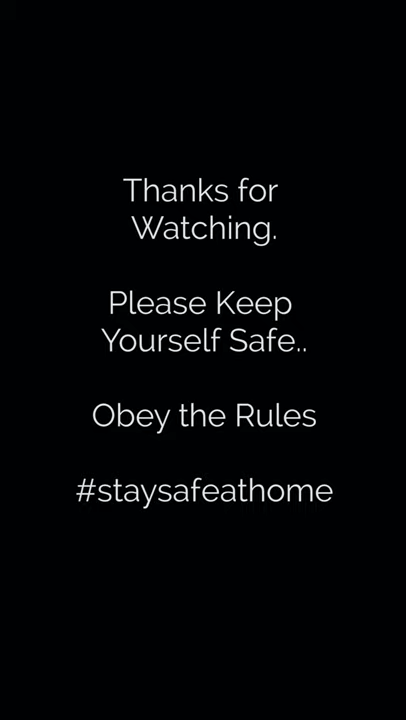 Thanks for
Watching.
Please Keep
Yourself Safe..
Obey the Rules
#staysafeathome